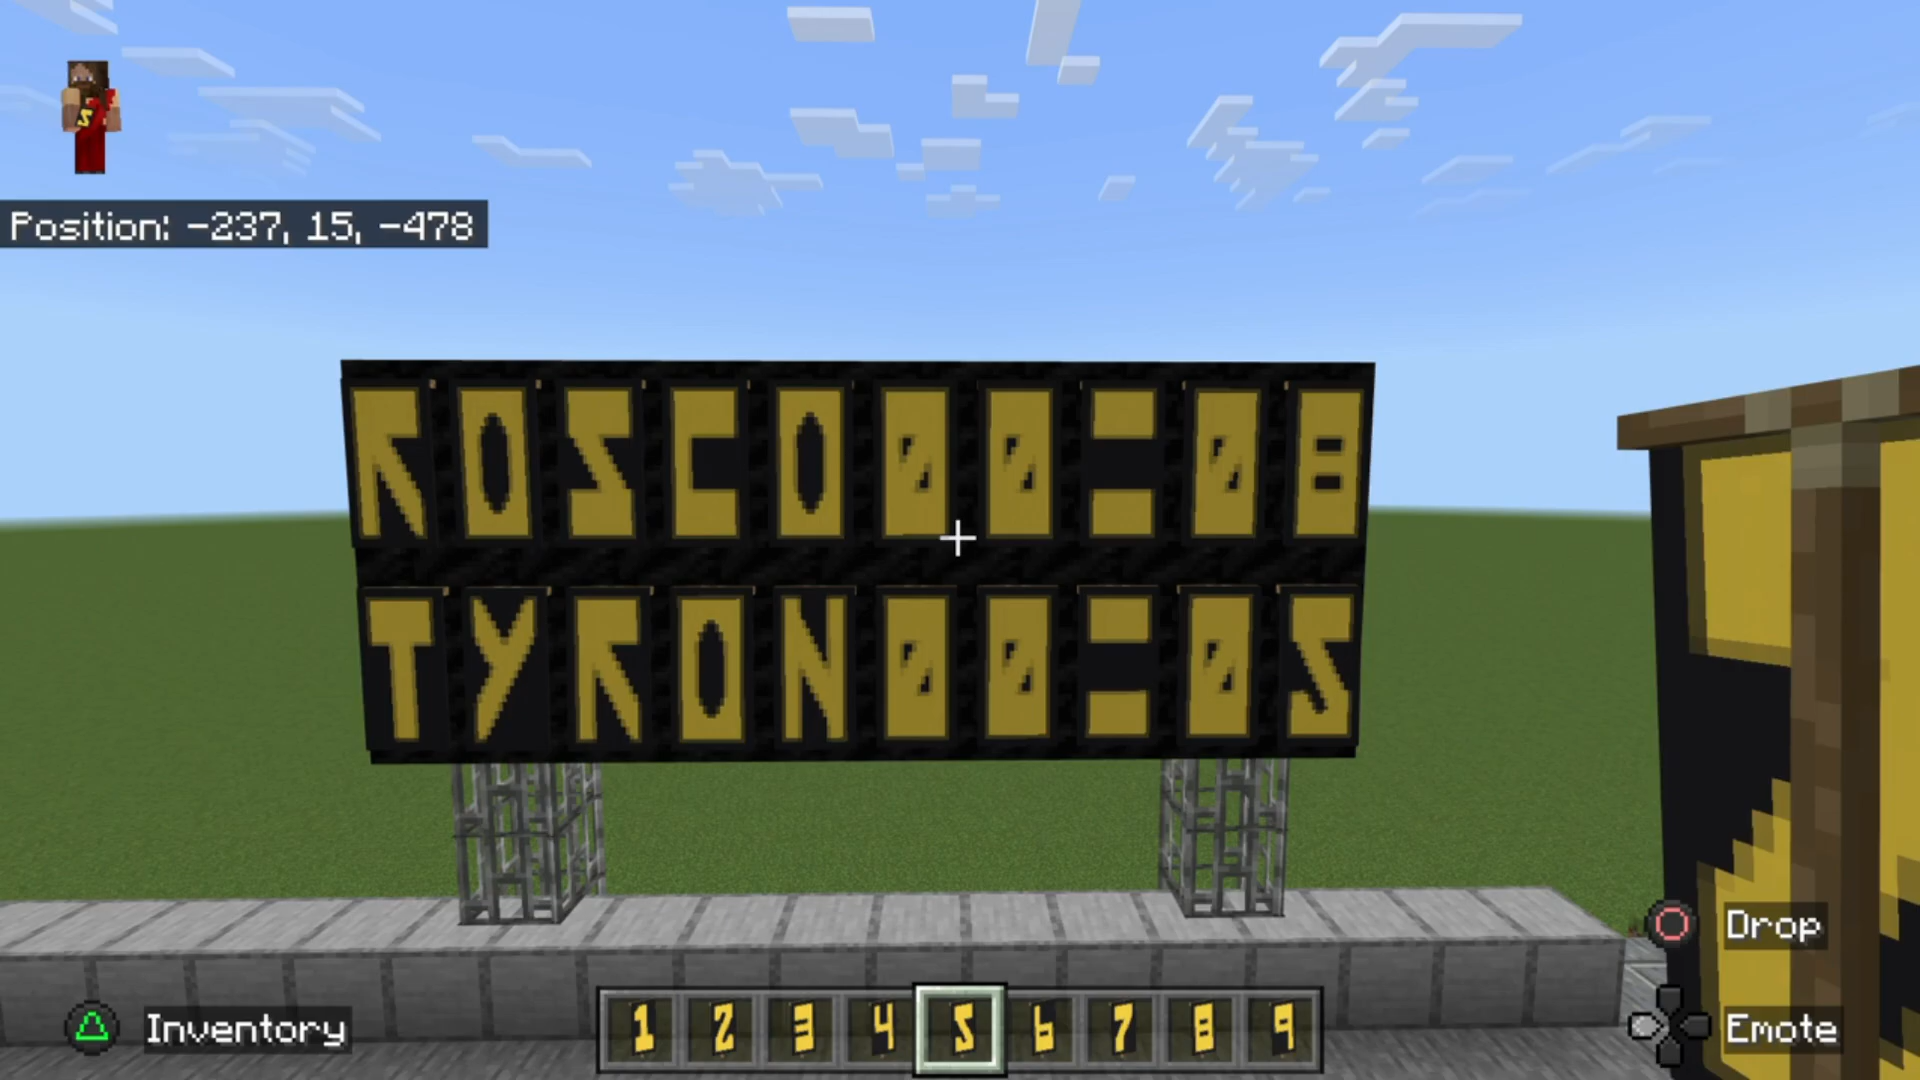 Position: -237, 15, -478
ROSCO00:08
TYRON00:05
Drop
Inventory
1 2 3 4 5 6 7 8 9
Emote